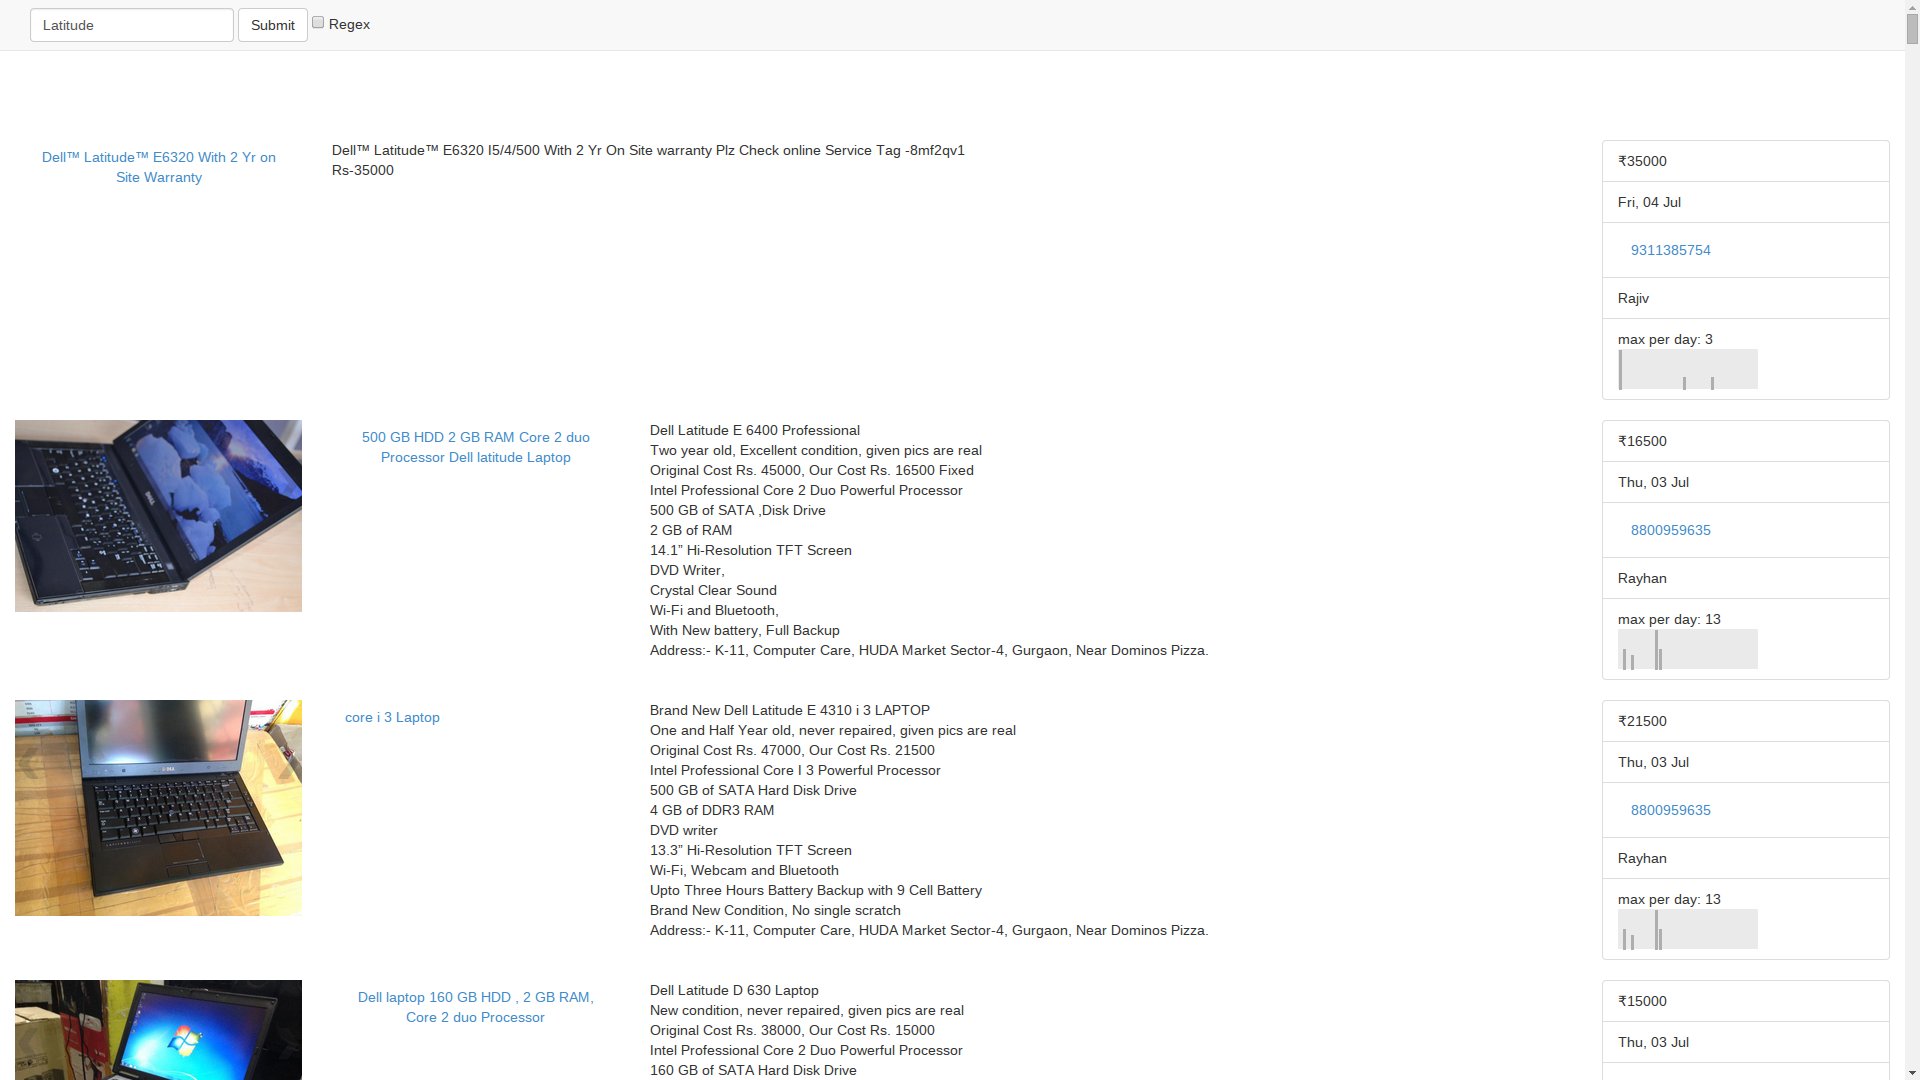 Latitude Submit Regex
Dell™ Latitude™ E6320 With 2 Yr on
Site Warranty
Dell™ Latitude™ E6320 I5/4/500 With 2 Yr On Site warranty Plz Check online Service Tag -8mf2qv1
Rs-35000
₹35000
Fri, 04 Jul
9311385754
Rajiv
max per day: 3
500 GB HDD 2 GB RAM Core 2 duo
Processor Dell latitude Laptop
Dell Latitude E 6400 Professional
Two year old, Excellent condition, given pics are real
Original Cost Rs. 45000, Our Cost Rs. 16500 Fixed
Intel Professional Core 2 Duo Powerful Processor
500 GB of SATA ,Disk Drive
2 GB of RAM
14.1” Hi-Resolution TFT Screen
DVD Writer,
Crystal Clear Sound
Wi-Fi and Bluetooth,
With New battery, Full Backup
Address:- K-11, Computer Care, HUDA Market Sector-4, Gurgaon, Near Dominos Pizza.
₹16500
Thu, 03 Jul
8800959635
Rayhan
max per day: 13
core i 3 Laptop
Brand New Dell Latitude E 4310 i 3 LAPTOP
One and Half Year old, never repaired, given pics are real
Original Cost Rs. 47000, Our Cost Rs. 21500
Intel Professional Core I 3 Powerful Processor
500 GB of SATA Hard Disk Drive
4 GB of DDR3 RAM
DVD writer
13.3” Hi-Resolution TFT Screen
Wi-Fi, Webcam and Bluetooth
Upto Three Hours Battery Backup with 9 Cell Battery
Brand New Condition, No single scratch
Address:- K-11, Computer Care, HUDA Market Sector-4, Gurgaon, Near Dominos Pizza.
₹21500
Thu, 03 Jul
8800959635
Rayhan
max per day: 13
Dell laptop 160 GB HDD , 2 GB RAM,
Core 2 duo Processor
Dell Latitude D 630 Laptop
New condition, never repaired, given pics are real
Original Cost Rs. 38000, Our Cost Rs. 15000
Intel Professional Core 2 Duo Powerful Processor
160 GB of SATA Hard Disk Drive
₹15000
Thu, 03 Jul